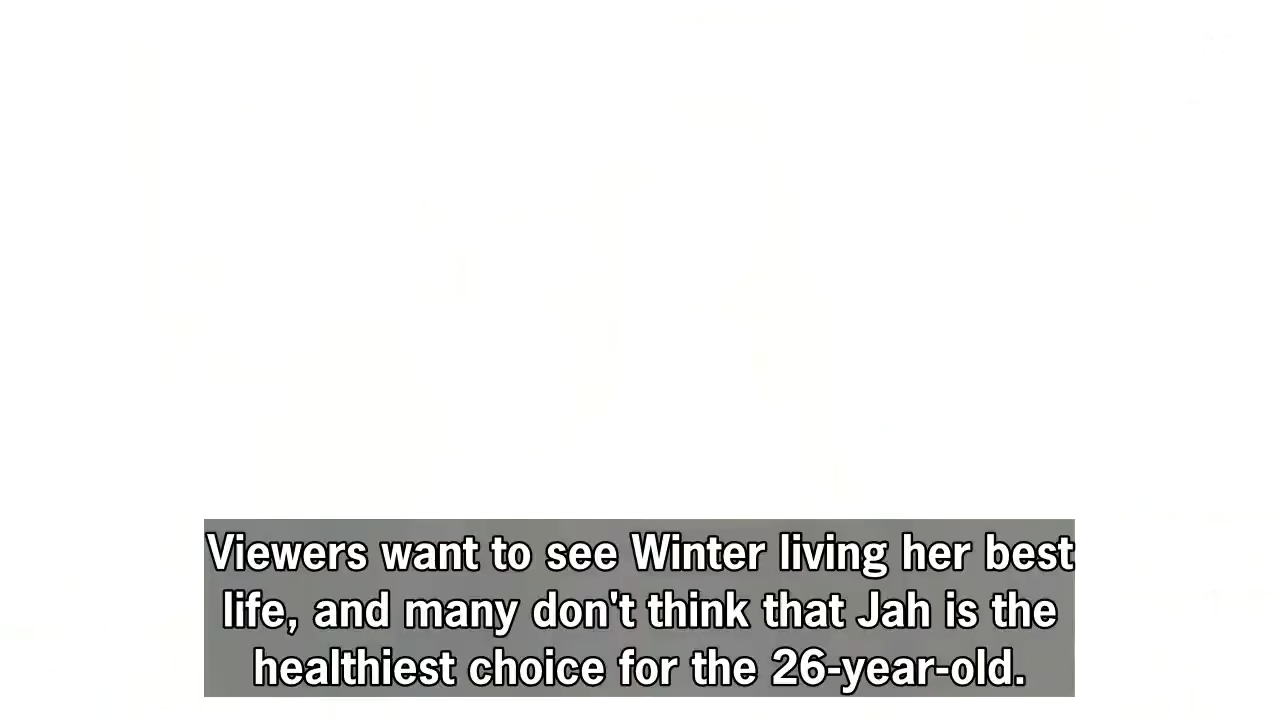 Viewers want to see Winter living her best
life, and many don't think that Jah is the
healthiest choice for the 26-year-old.